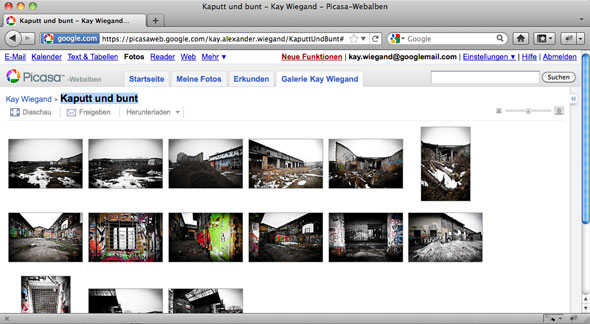 Kaputt und bunt - Kay Wiegand - Picasa-Webalben
Kaputt und bunt - Kay Wiegand...
google.com https://picasaweb.google.com/kay.alexander.wiegand/KaputtUndBunt#
Google
E-Mail Kalender Text & Tabellen Fotos Reader Web Mehr ▼ Neue Funktionen | kay.wiegand@googlemail.com | Einstellungen ▼ | Hilfe | Abmelden
Picasa™ -Webalben Startseite Meine Fotos Erkunden Galerie Kay Wiegand Suchen
Kay Wiegand > Kaputt und bunt
Diaschau Freigeben Herunterladen